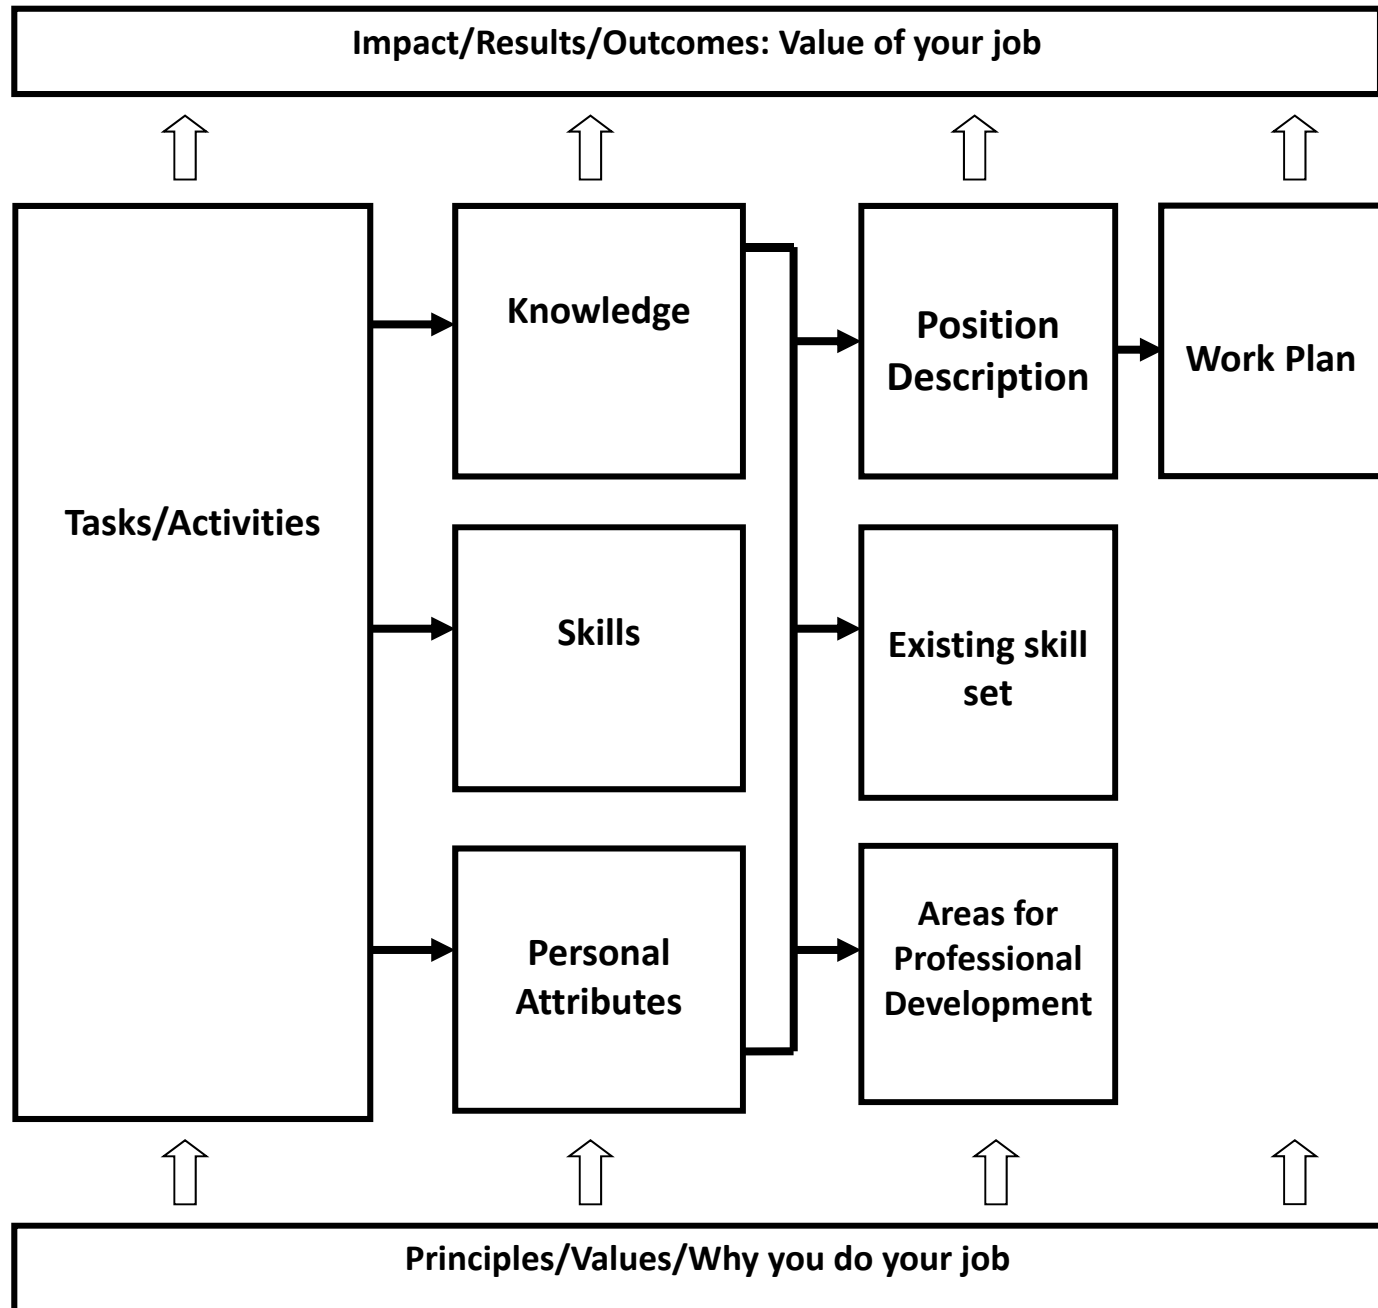 Impact/Results/Outcomes: Value of your job
Tasks/Activities
Knowledge
Skills
Personal
Attributes
Position
Description
Existing skill
set
Areas for
Professional
Development
Work Plan
Principles/Values/Why you do your job